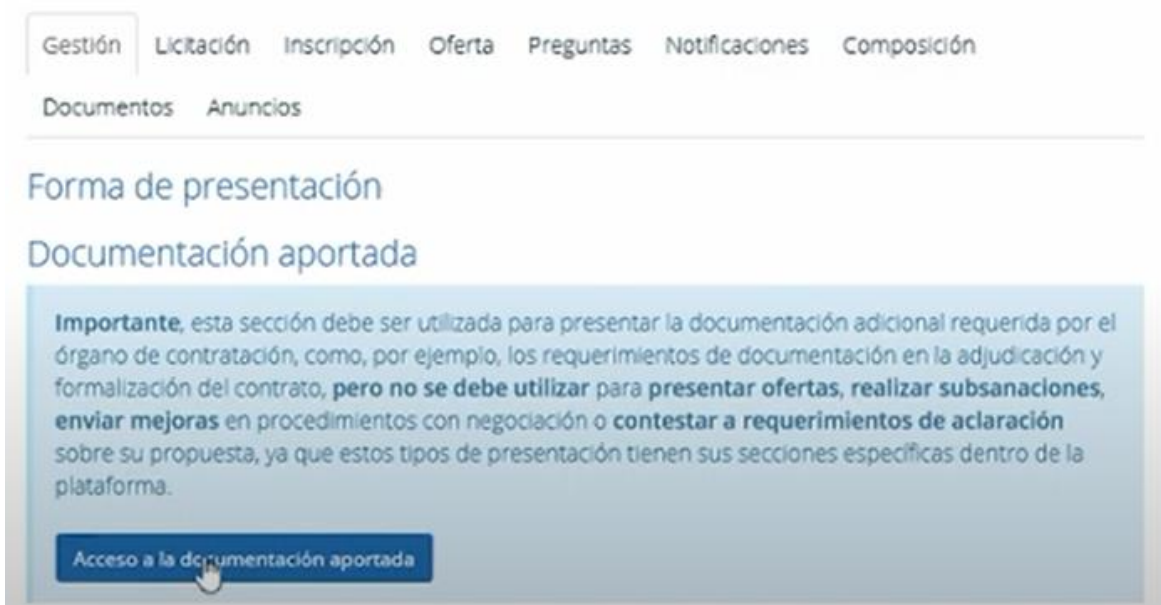 Gestión Licitación Inscripción Oferta Preguntas Notificaciones Composición
Documentos Anuncios
Forma de presentación
Documentación aportada
Importante, esta sección debe ser utilizada para presentar la documentación adicional requerida por el
órgano de contratación, como, por ejemplo, los requerimientos de documentación en la adjudicación y
formalización del contrato, pero no se debe utilizar para presentar ofertas, realizar subsanaciones,
enviar mejoras en procedimientos con negociación o contestar a requerimientos de aclaración
sobre su propuesta, ya que estos tipos de presentación tienen sus secciones específicas dentro de la
plataforma.
Acceso a la documentación aportada